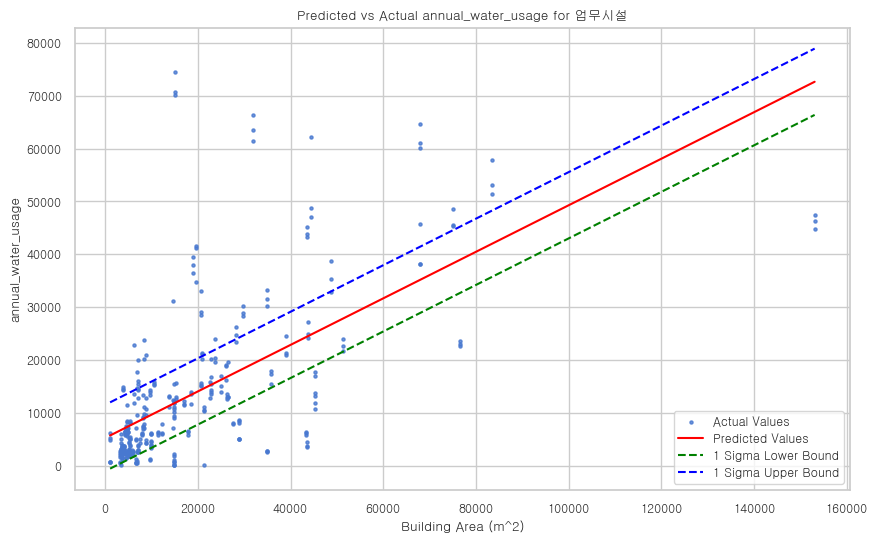 Predicted vs Actual annual_water_usage for 업무시설
80000
70000
60000
50000
40000
30000
20000
10000
0
annual_water_usage
0 20000 40000 60000 80000 100000 120000 140000 160000
Building Area (m^2)
Actual Values
Predicted Values
1 Sigma Lower Bound
1 Sigma Upper Bound